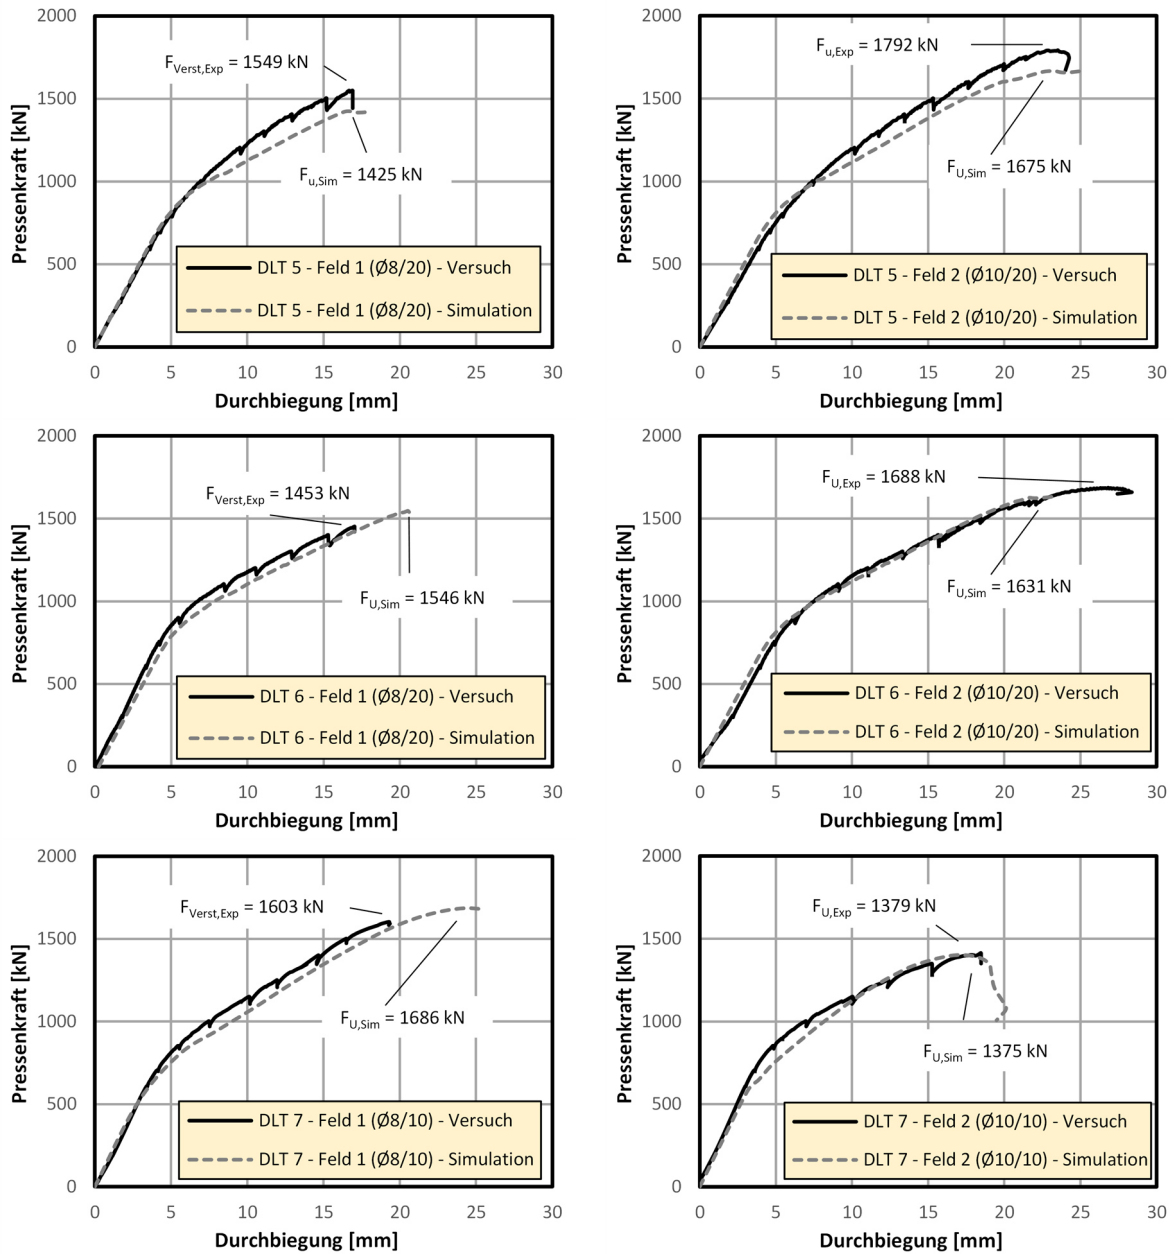 2000
1500
1000
500
0
Pressenkraft [kN]
F_Verst,Exp = 1549 kN
F_u,Sim = 1425 kN
DLT 5 - Feld 1 (Ø8/20) - Versuch
DLT 5 - Feld 1 (Ø8/20) - Simulation
0 5 10 15 20 25 30
Durchbiegung [mm]
2000
1500
1000
500
0
Pressenkraft [kN]
F_u,Exp = 1792 kN
F_U,Sim = 1675 kN
DLT 5 - Feld 2 (Ø10/20) - Versuch
DLT 5 - Feld 2 (Ø10/20) - Simulation
0 5 10 15 20 25 30
Durchbiegung [mm]
2000
1500
1000
500
0
Pressenkraft [kN]
F_Verst,Exp = 1453 kN
F_U,Sim = 1546 kN
DLT 6 - Feld 1 (Ø8/20) - Versuch
DLT 6 - Feld 1 (Ø8/20) - Simulation
0 5 10 15 20 25 30
Durchbiegung [mm]
2000
1500
1000
500
0
Pressenkraft [kN]
F_U,Exp = 1688 kN
F_U,Sim = 1631 kN
DLT 6 - Feld 2 (Ø10/20) - Versuch
DLT 6 - Feld 2 (Ø10/20) - Simulation
0 5 10 15 20 25 30
Durchbiegung [mm]
2000
1500
1000
500
0
Pressenkraft [kN]
F_Verst,Exp = 1603 kN
F_U,Sim = 1686 kN
DLT 7 - Feld 1 (Ø8/10) - Versuch
DLT 7 - Feld 1 (Ø8/10) - Simulation
0 5 10 15 20 25 30
Durchbiegung [mm]
2000
1500
1000
500
0
Pressenkraft [kN]
F_U,Exp = 1379 kN
F_U,Sim = 1375 kN
DLT 7 - Feld 2 (Ø10/10) - Versuch
DLT 7 - Feld 2 (Ø10/10) - Simulation
0 5 10 15 20 25 30
Durchbiegung [mm]